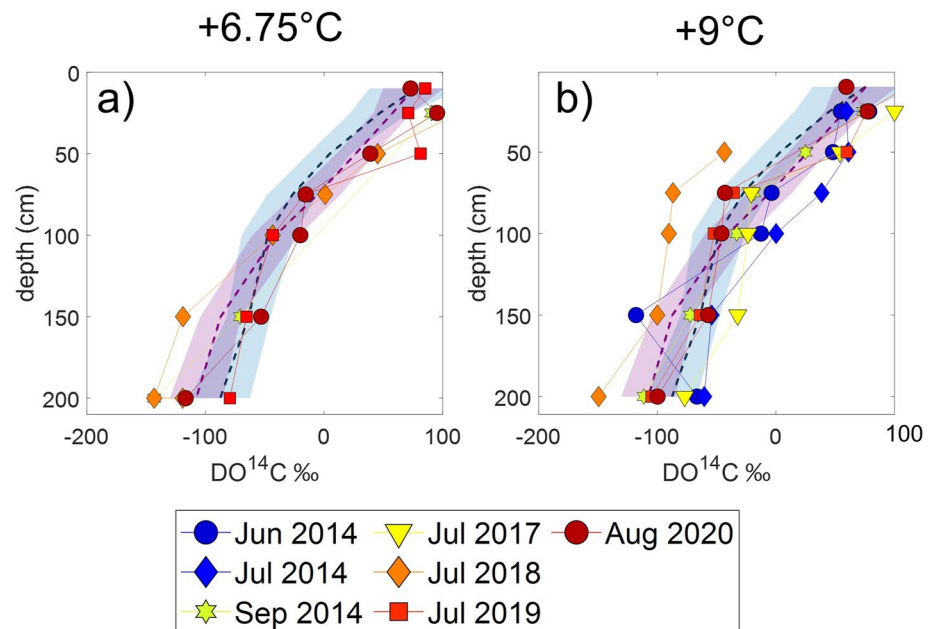 +6.75°C +9°C
a) b)
0
50
100
150
200
depth (cm)
-200 -100 0 100
DO¹⁴C ‰
50
100
150
200
depth (cm)
-200 -100 0 100
DO¹⁴C ‰
Jun 2014 Jul 2017 Aug 2020
Jul 2014 Jul 2018
Sep 2014 Jul 2019